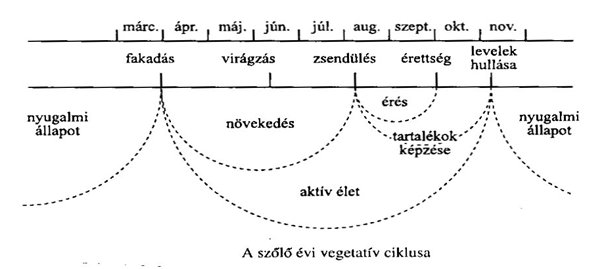 márc. ápr. máj. jún. júl. aug. szept. okt. nov.
fakadás virágzás zsendülés érettség levelek hullása
nyugalmi állapot
növekedés
érés
tartalékok képzése
nyugalmi állapot
aktív élet
A szőlő évi vegetatív ciklusa